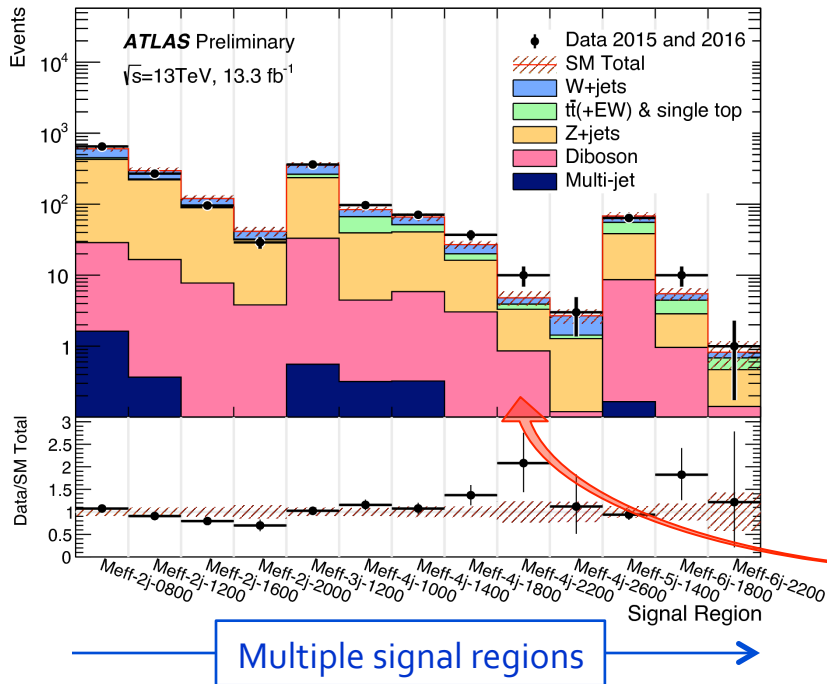 Events
10⁴
10³
10²
10
1
ATLAS Preliminary
√s=13TeV, 13.3 fb⁻¹
Data 2015 and 2016
SM Total
W+jets
tt̄(+EW) & single top
Z+jets
Diboson
Multi-jet
Data/SM Total
3
2.5
2
1.5
1
0.5
0
Meff-2j-0800
Meff-2j-1200
Meff-2j-1600
Meff-2j-2000
Meff-3j-1200
Meff-4j-1000
Meff-4j-1400
Meff-4j-1800
Meff-4j-2200
Meff-4j-2600
Meff-5j-1400
Meff-6j-1800
Meff-6j-2200
Signal Region
Multiple signal regions